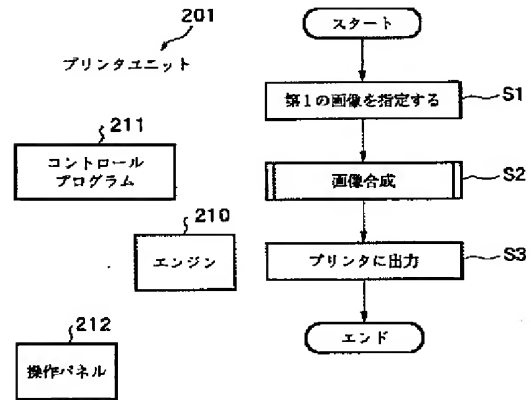 201
プリンタユニット
211
コントロール
プログラム
210
エンジン
212
操作パネル
スタート
第1の画像を指定する
S1
画像合成
S2
プリンタに出力
S3
エンド